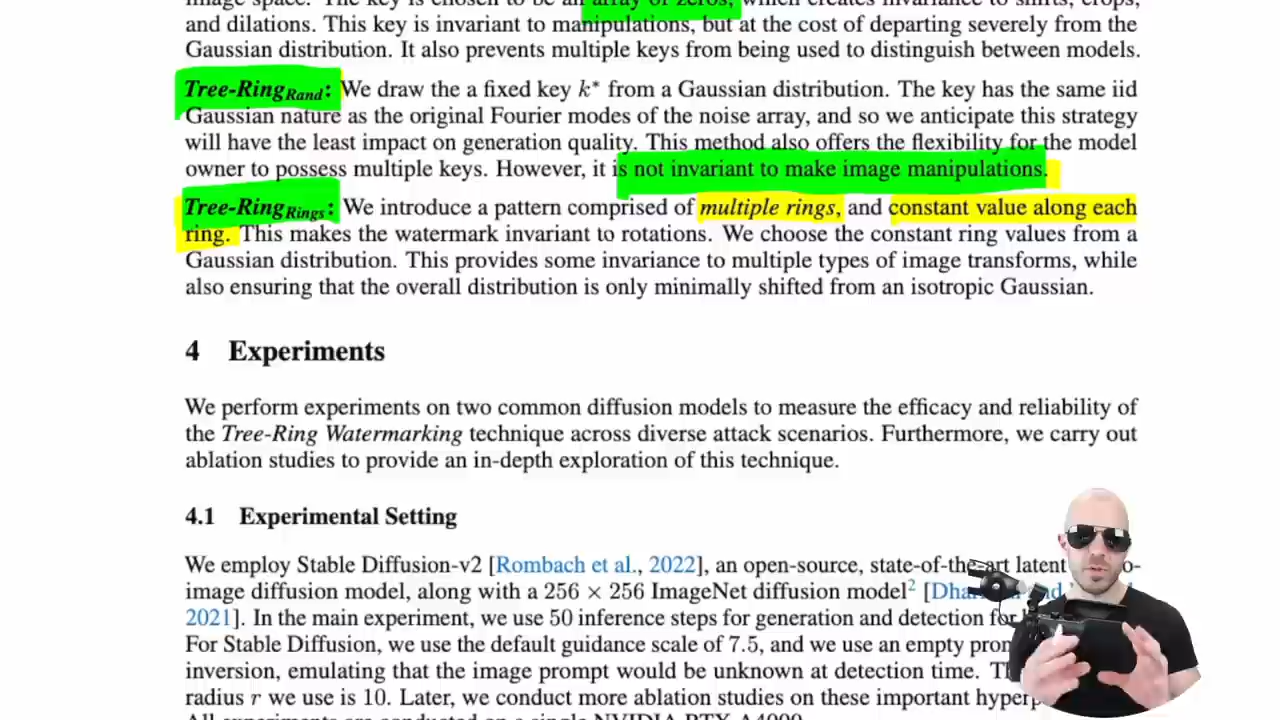 image space. The key is chosen to be an array of zeros, which creates invariance to shifts, crops,
and dilations. This key is invariant to manipulations, but at the cost of departing severely from the
Gaussian distribution. It also prevents multiple keys from being used to distinguish between models.
Tree-RingRand: We draw the a fixed key k* from a Gaussian distribution. The key has the same iid
Gaussian nature as the original Fourier modes of the noise array, and so we anticipate this strategy
will have the least impact on generation quality. This method also offers the flexibility for the model
owner to possess multiple keys. However, it is not invariant to make image manipulations.
Tree-RingRings: We introduce a pattern comprised of multiple rings, and constant value along each
ring. This makes the watermark invariant to rotations. We choose the constant ring values from a
Gaussian distribution. This provides some invariance to multiple types of image transforms, while
also ensuring that the overall distribution is only minimally shifted from an isotropic Gaussian.
4 Experiments
We perform experiments on two common diffusion models to measure the efficacy and reliability of
the Tree-Ring Watermarking technique across diverse attack scenarios. Furthermore, we carry out
ablation studies to provide an in-depth exploration of this technique.
4.1 Experimental Setting
We employ Stable Diffusion-v2 [Rombach et al., 2022], an open-source, state-of-the-art latent
image diffusion model, along with a 256 × 256 ImageNet diffusion model2
2021]. In the main experiment, we use 50 inference steps for generation and detection for
For Stable Diffusion, we use the default guidance scale of 7.5, and we use an empty
inversion, emulating that the image prompt would be unknown at detection time.
radius r we use is 10. Later, we conduct more ablation studies on these important
All experiments are conducted on a single NVIDIA RTX A4000.